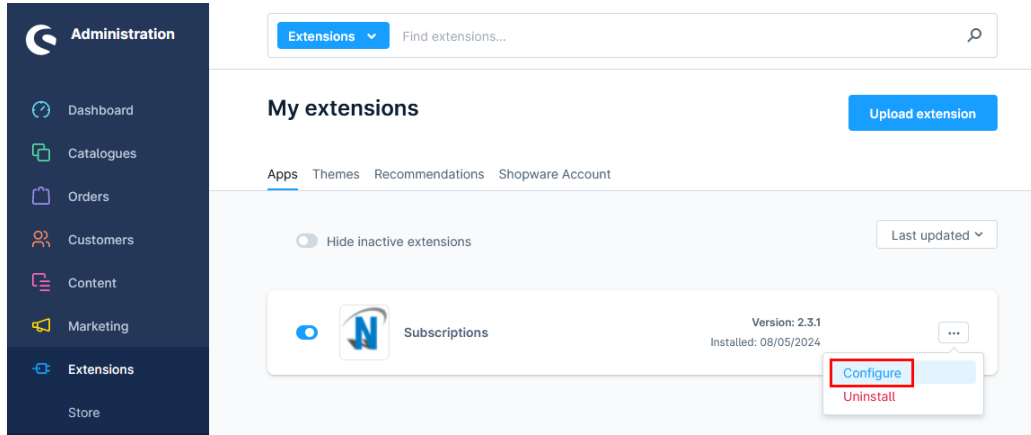 Administration
Dashboard
Catalogues
Orders
Customers
Content
Marketing
Extensions
Store
Extensions Find extensions...
My extensions
Upload extension
Apps Themes Recommendations Shopware Account
Hide inactive extensions
Last updated
N
Subscriptions
Version: 2.3.1
Installed: 08/05/2024
...
Configure
Uninstall